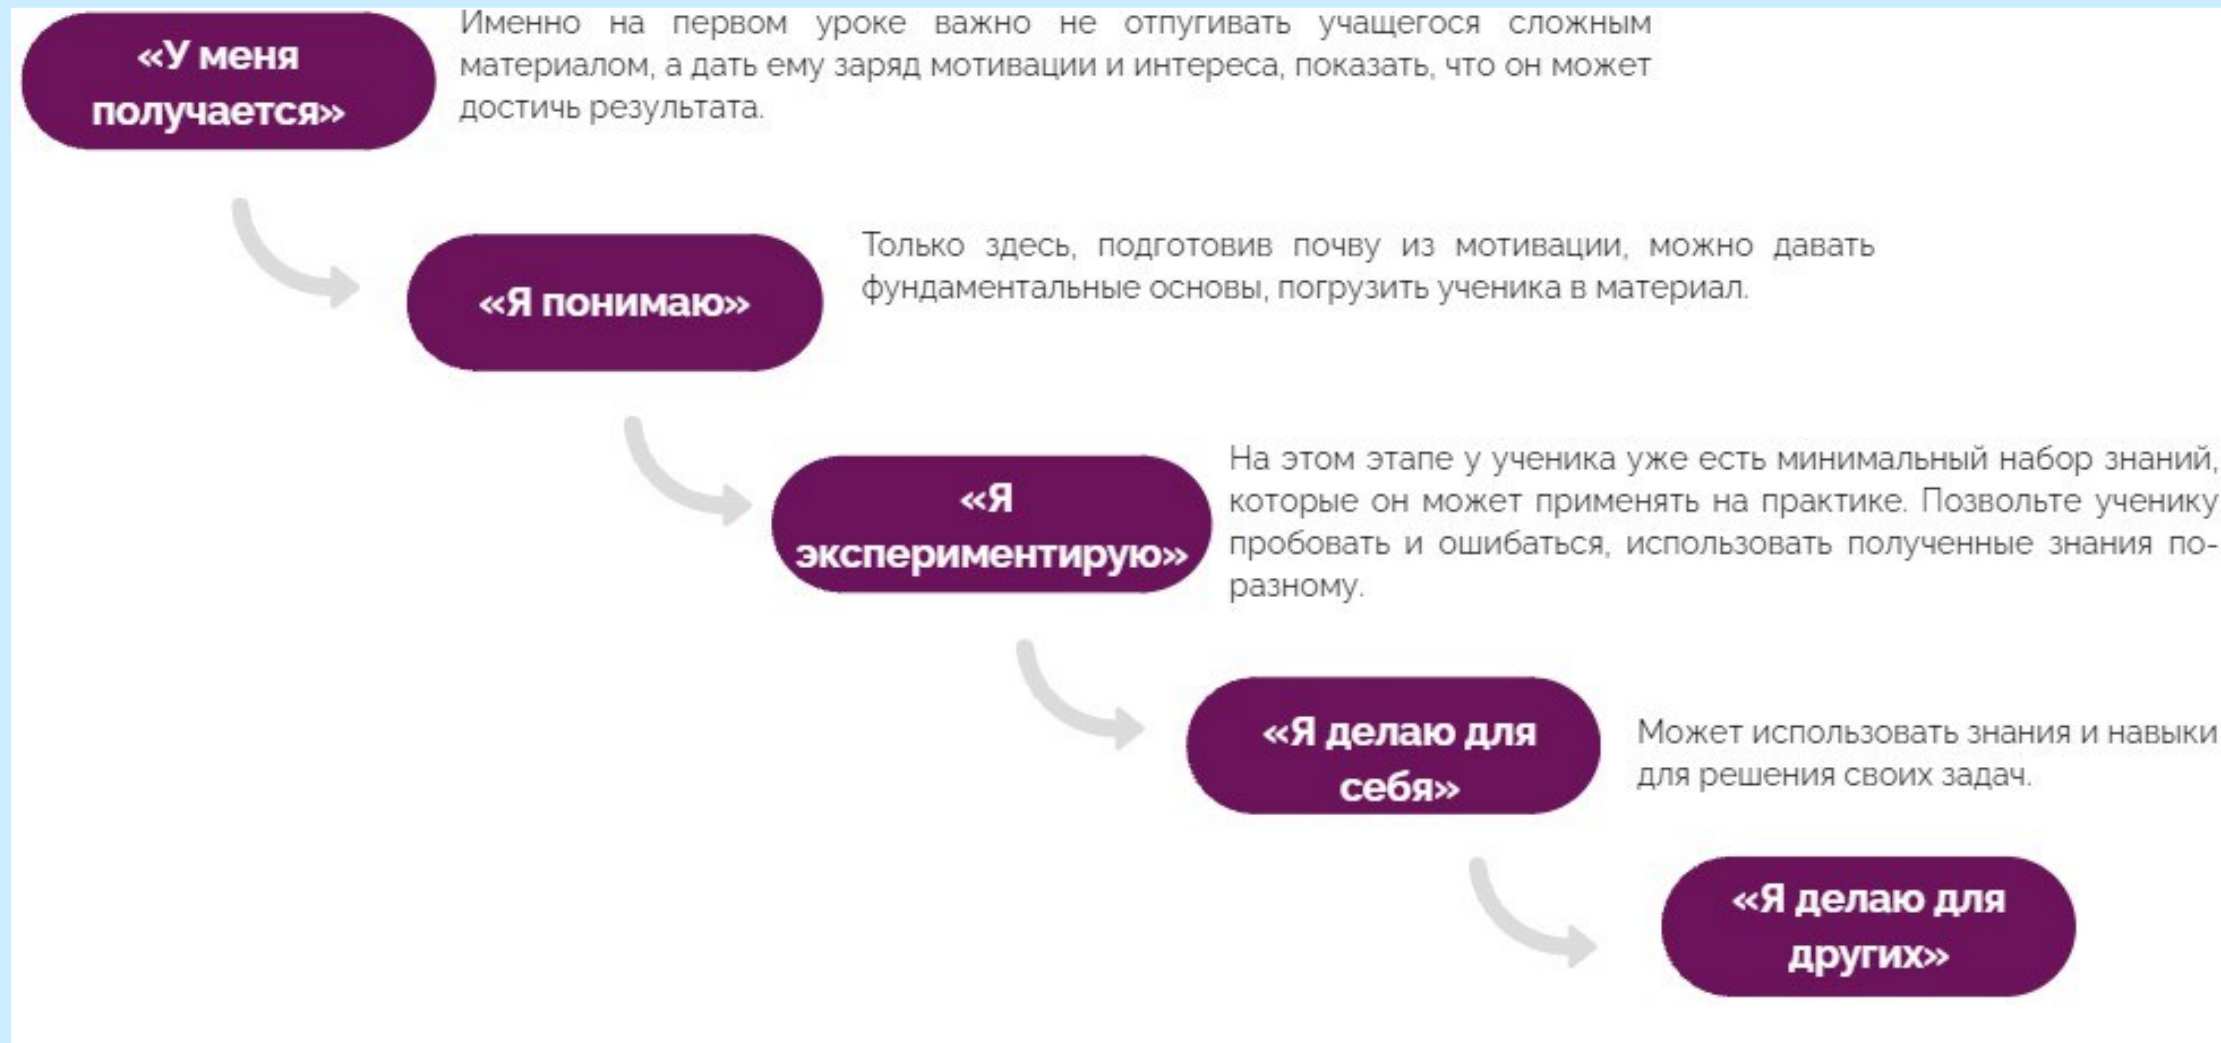 «У меня
получается»
Именно на первом уроке важно не отпугивать учащегося сложным
материалом, а дать ему заряд мотивации и интереса, показать, что он может
достичь результата.
«Я понимаю»
Только здесь, подготовив почву из мотивации, можно давать
фундаментальные основы, погрузить ученика в материал.
«Я
экспериментирую»
На этом этапе у ученика уже есть минимальный набор знаний,
которые он может применять на практике. Позвольте ученику
пробовать и ошибаться, использовать полученные знания по-
разному.
«Я делаю для
себя»
Может использовать знания и навыки
для решения своих задач.
«Я делаю для
других»